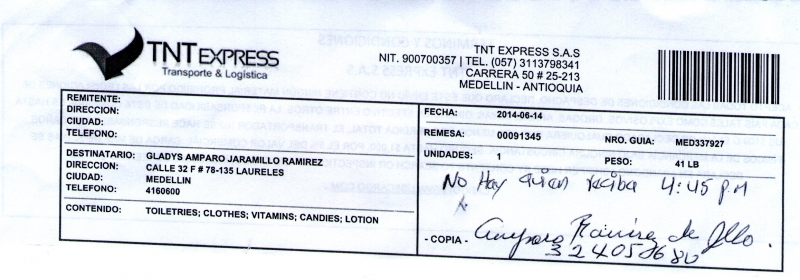 TNT EXPRESS
Transporte & Logística
TNT EXPRESS S.A.S
NIT. 900700357 | TEL. (057) 3113798341
CARRERA 50 # 25-213
MEDELLIN - ANTIOQUIA
REMITENTE:
DIRECCION:
CIUDAD:
TELEFONO:
DESTINATARIO: GLADYS AMPARO JARAMILLO RAMIREZ
DIRECCION: CALLE 32 F # 78-135 LAURELES
CIUDAD: MEDELLIN
TELEFONO: 4160600
CONTENIDO: TOILETRIES; CLOTHES; VITAMINS; CANDIES; LOTION
FECHA: 2014-06-14
REMESA: 00091345 NRO. GUIA: MED337927
UNIDADES: 1 PESO: 41 LB
No Hay quien reciba 4:45 P.M
Amparo Ramirez de Jllo.
- COPIA -